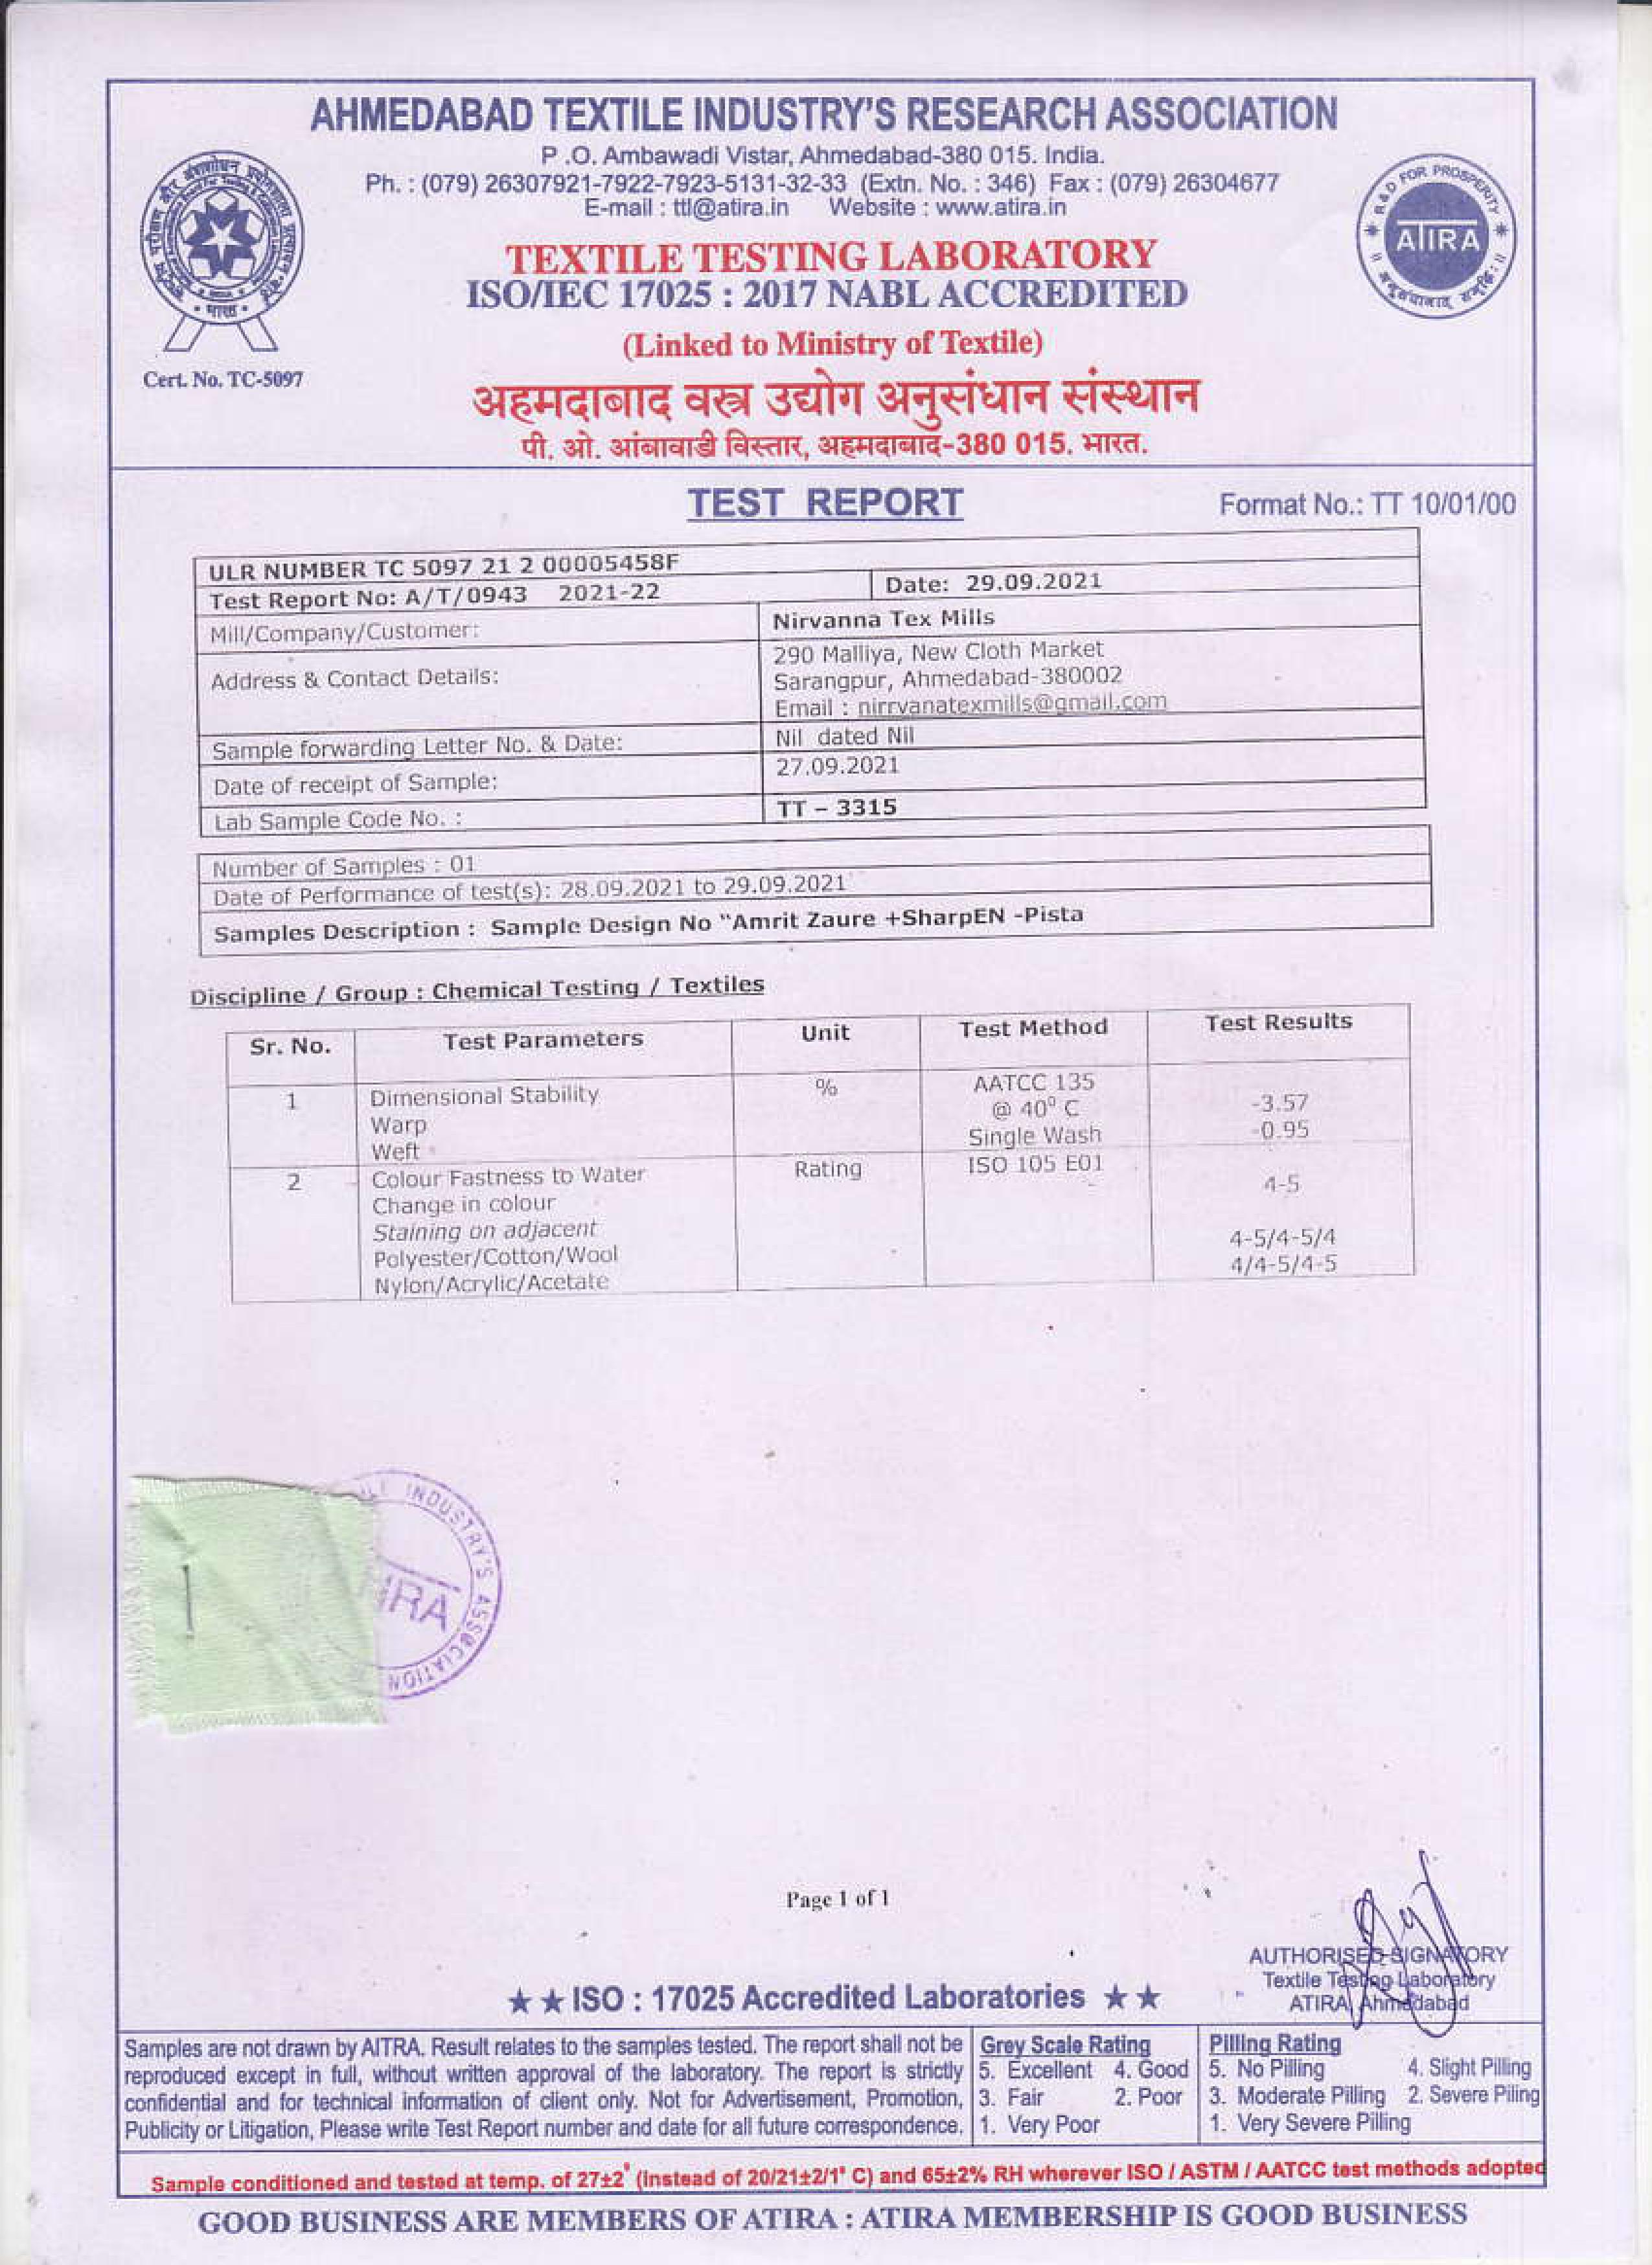 AHMEDABAD TEXTILE INDUSTRY'S RESEARCH ASSOCIATION
P .O. Ambawadi Vistar, Ahmedabad-380 015. India.
Ph. : (079) 26307921-7922-7923-5131-32-33 (Extn. No. : 346) Fax : (079) 26304677
E-mail : ttl@atira.in Website : www.atira.in
TEXTILE TESTING LABORATORY
ISO/IEC 17025 : 2017 NABL ACCREDITED
(Linked to Ministry of Textile)
भारत
Cert. No. TC-5097
R & D FOR PROSPERITY
ATIRA
अहमदाबाद वस्त्र उद्योग अनुसंधान संस्थान
पी. ओ. आंबावाडी विस्तार, अहमदाबाद-380 015. भारत.
TEST REPORT Format No.: TT 10/01/00
ULR NUMBER TC 5097 21 2 00005458F
Test Report No: A/T/0943 2021-22 Date: 29.09.2021
Mill/Company/Customer: Nirvanna Tex Mills
Address & Contact Details: 290 Malliya, New Cloth Market
Sarangpur, Ahmedabad-380002
Email : nirrvanatexmills@gmail.com
Sample forwarding Letter No. & Date: Nil dated Nil
Date of receipt of Sample: 27.09.2021
Lab Sample Code No. : TT – 3315
Number of Samples : 01
Date of Performance of test(s): 28.09.2021 to 29.09.2021
Samples Description : Sample Design No "Amrit Zaure +SharpEN -Pista
Discipline / Group : Chemical Testing / Textiles
Sr. No. Test Parameters Unit Test Method Test Results
1 Dimensional Stability % AATCC 135
Warp @ 40⁰ C -3.57
Weft Single Wash -0.95
2 Colour Fastness to Water Rating ISO 105 E01
Change in colour 4-5
Staining on adjacent
Polyester/Cotton/Wool 4-5/4-5/4
Nylon/Acrylic/Acetate 4/4-5/4-5
INDUSTRY'S ASSOCIATION
IRA
Page 1 of 1
AUTHORISED SIGNATORY
Textile Testing Laboratory
ATIRA, Ahmedabad
★ ★ ISO : 17025 Accredited Laboratories ★ ★
Samples are not drawn by AITRA. Result relates to the samples tested. The report shall not be
reproduced except in full, without written approval of the laboratory. The report is strictly
confidential and for technical information of client only. Not for Advertisement, Promotion,
Publicity or Litigation, Please write Test Report number and date for all future correspondence.
Grey Scale Rating
5. Excellent 4. Good
3. Fair 2. Poor
1. Very Poor
Pilling Rating
5. No Pilling 4. Slight Pilling
3. Moderate Pilling 2. Severe Piling
1. Very Severe Pilling
Sample conditioned and tested at temp. of 27±2° (Instead of 20/21±2/1° C) and 65±2% RH wherever ISO / ASTM / AATCC test methods adopted
GOOD BUSINESS ARE MEMBERS OF ATIRA : ATIRA MEMBERSHIP IS GOOD BUSINESS